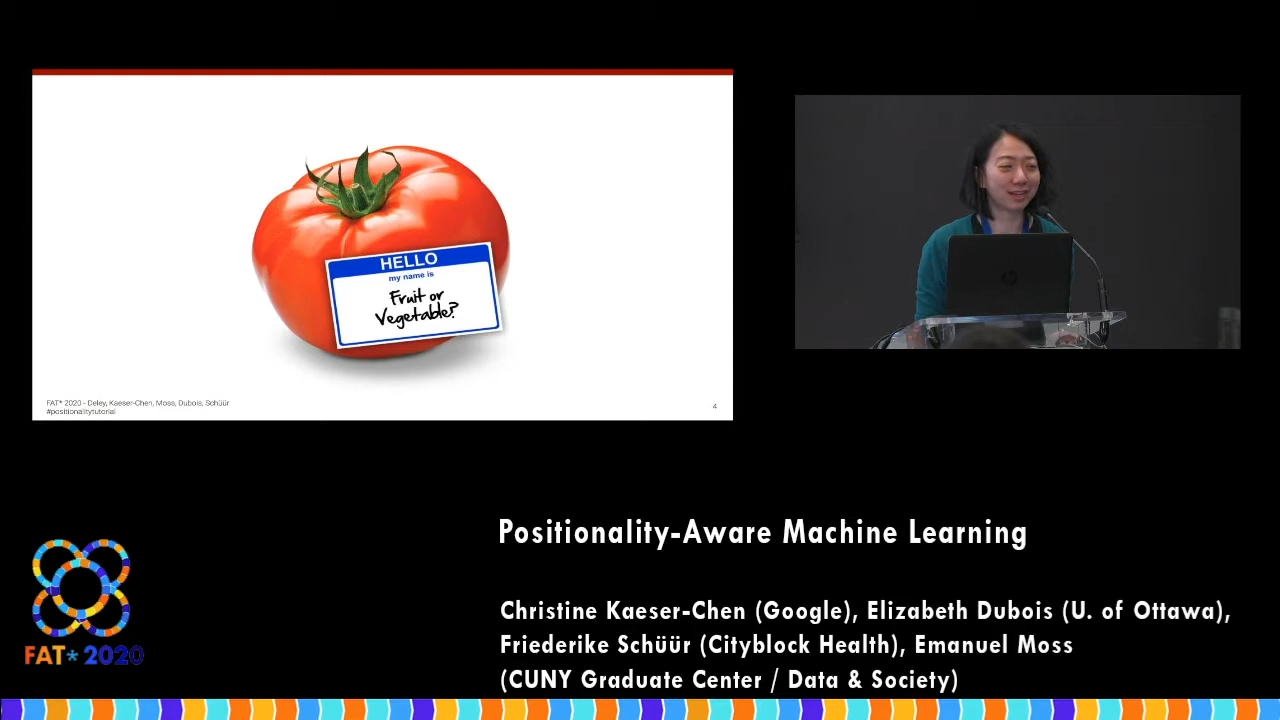 HELLO
my name is
Fruit or
Vegetable?
FAT* 2020 - Deley, Kaeser-Chen, Moss, Dubois, Schüür
#positionalitytutorial
4
Positionality-Aware Machine Learning
Christine Kaeser-Chen (Google), Elizabeth Dubois (U. of Ottawa),
Friederike Schüür (Cityblock Health), Emanuel Moss
(CUNY Graduate Center / Data & Society)
FAT* 2020